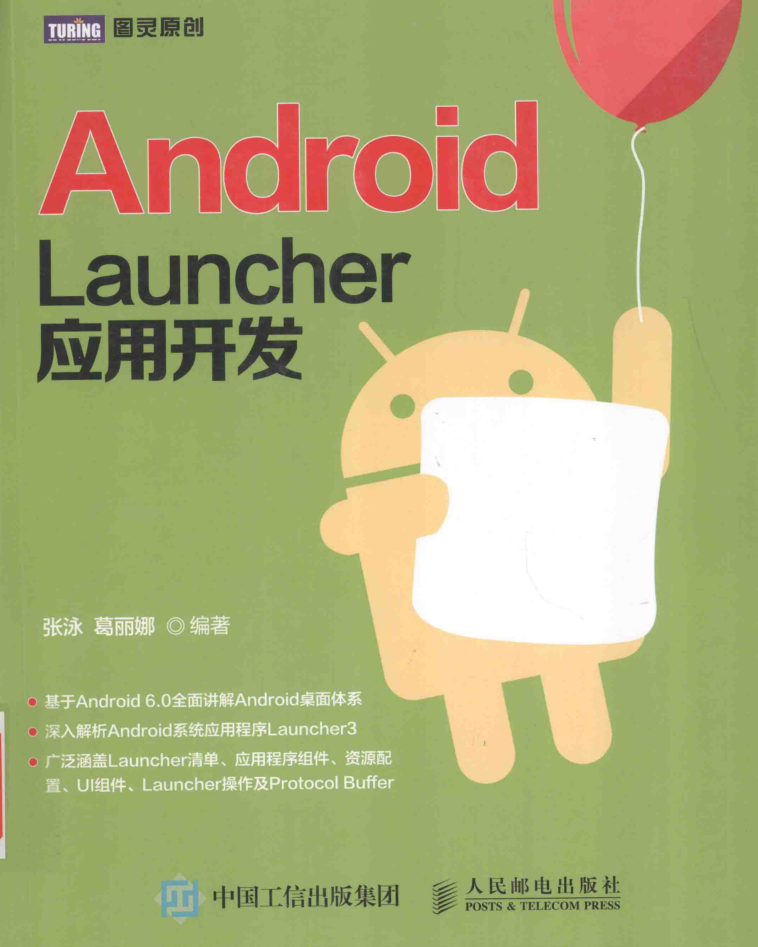 TURING 图灵原创
Android
Launcher
应用开发
张泳 葛丽娜 ◎ 编著
● 基于Android 6.0全面讲解Android桌面体系
● 深入解析Android系统应用程序Launcher3
● 广泛涵盖Launcher清单、应用程序组件、资源配
置、UI组件、Launcher操作及Protocol Buffer
中国工信出版集团
人民邮电出版社
POSTS & TELECOM PRESS